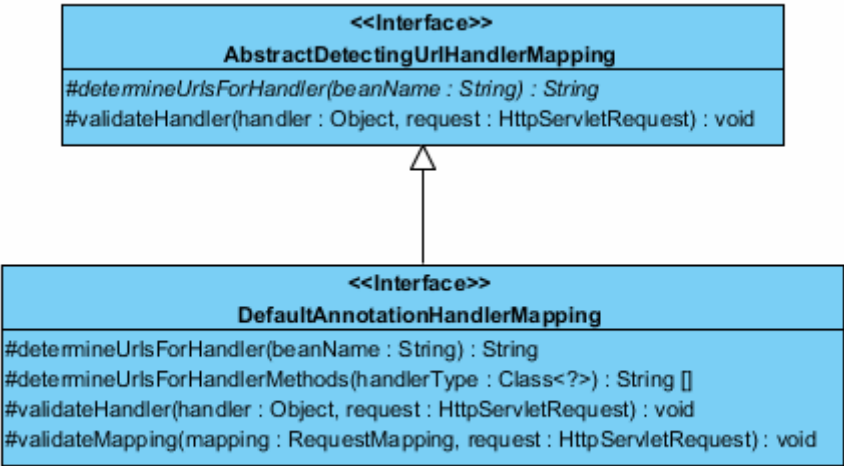 <<Interface>>
AbstractDetectingUrlHandlerMapping
#determineUrlsForHandler(beanName : String) : String
#validateHandler(handler : Object, request : HttpServletRequest) : void
<<Interface>>
DefaultAnnotationHandlerMapping
#determineUrlsForHandler(beanName : String) : String
#determineUrlsForHandlerMethods(handlerType : Class<?>) : String []
#validateHandler(handler : Object, request : HttpServletRequest) : void
#validateMapping(mapping : RequestMapping, request : HttpServletRequest) : void